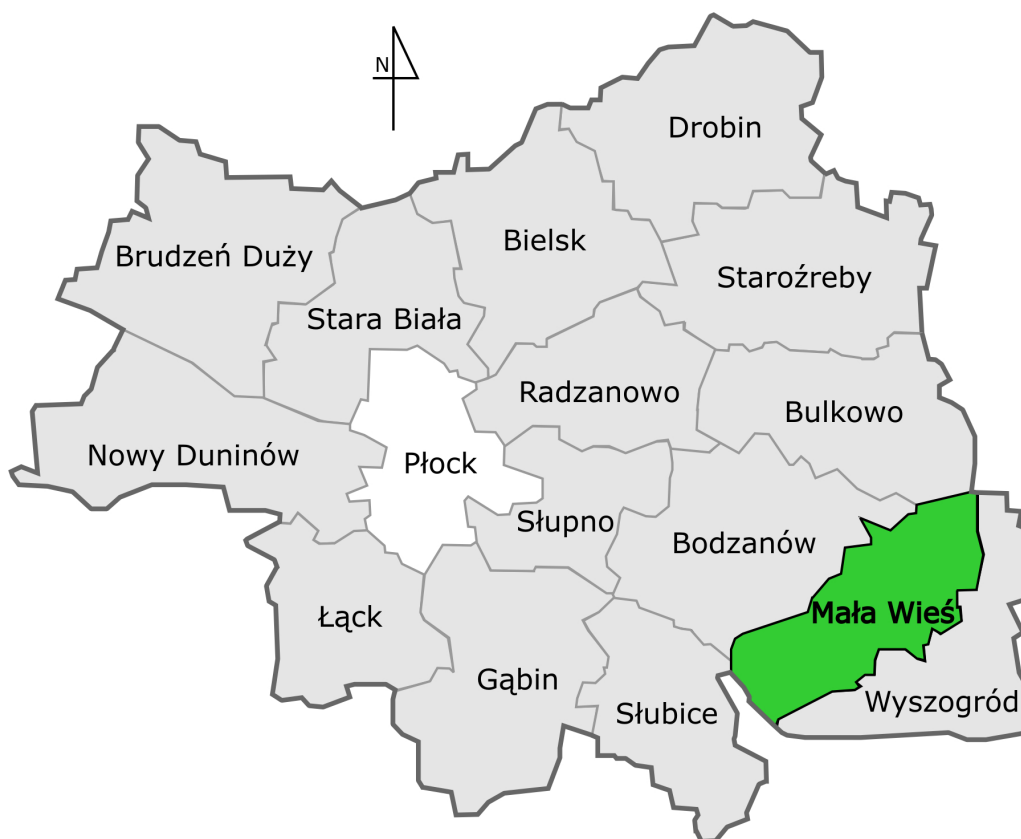 N
Drobin
Bielsk
Brudzeń Duży
Staroźreby
Stara Biała
Radzanowo
Bulkowo
Nowy Duninów
Płock
Słupno
Bodzanów
Mała Wieś
Łąck
Gąbin
Wyszogród
Słubice